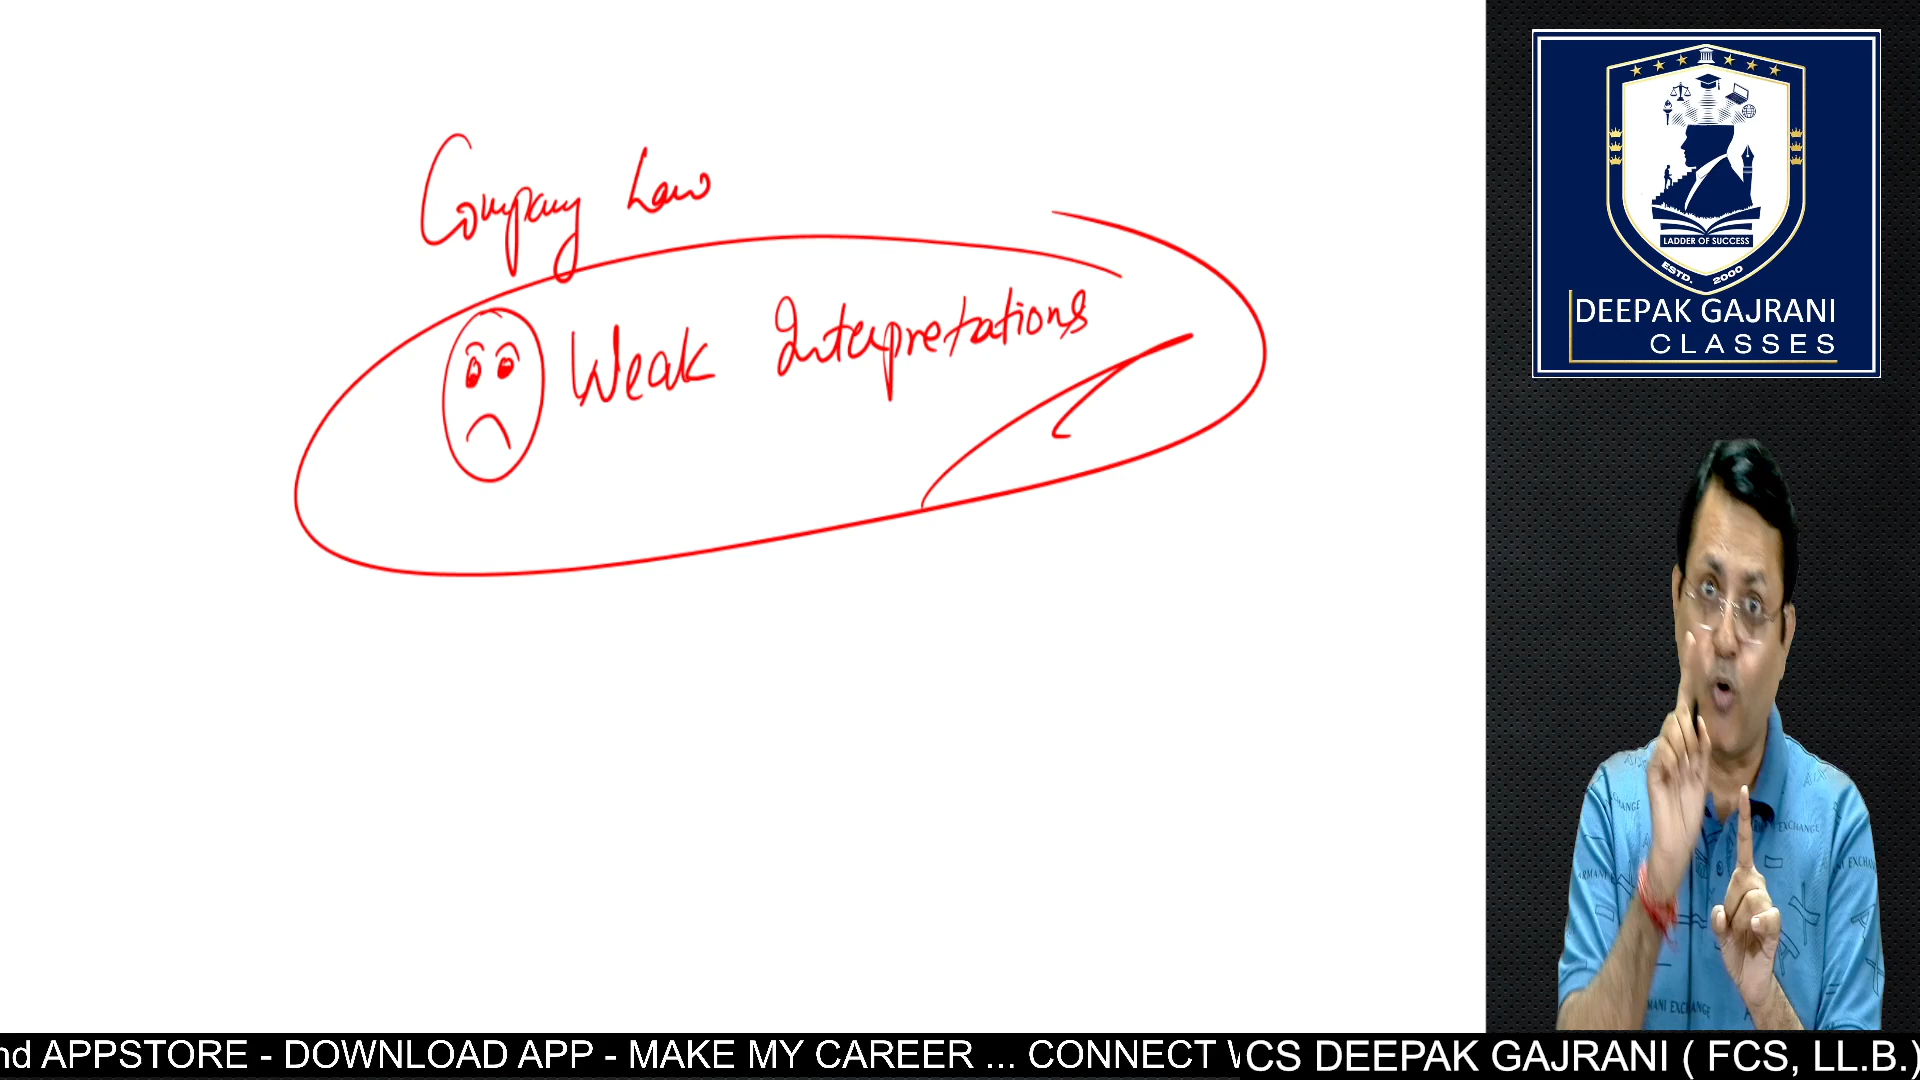 Company Law
Weak Interpretations
LADDER OF SUCCESS
ESTD. 2000
DEEPAK GAJRANI
CLASSES
nd APPSTORE - DOWNLOAD APP - MAKE MY CAREER ... CONNECT
CS DEEPAK GAJRANI ( FCS, LL.B.)